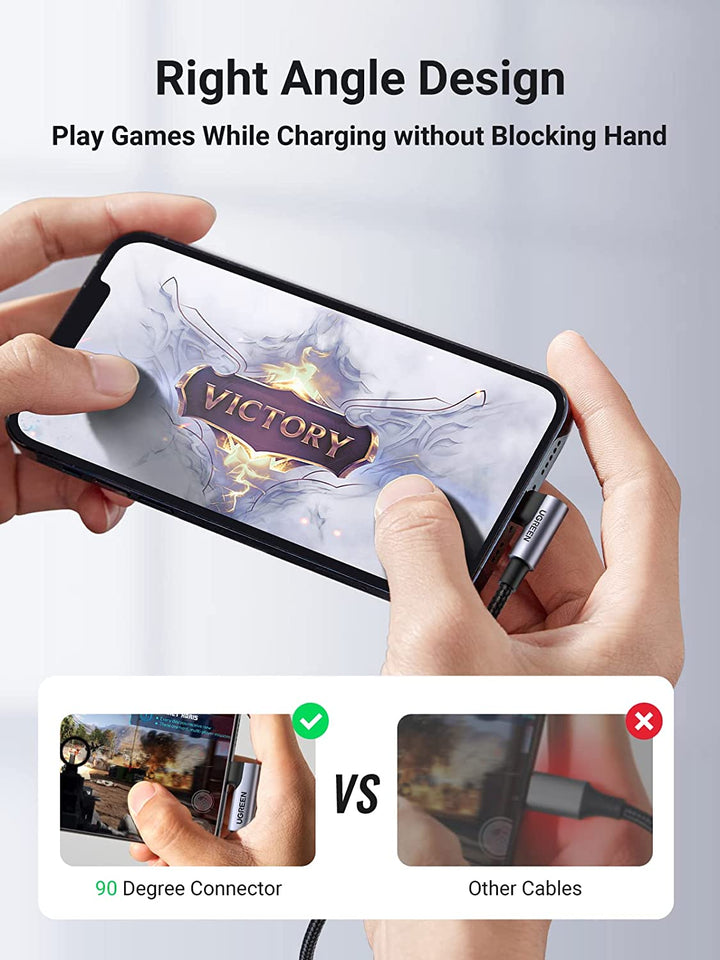 Right Angle Design
Play Games While Charging without Blocking Hand
VICTORY
UGREEN
UGREEN
VS
90 Degree Connector
Other Cables